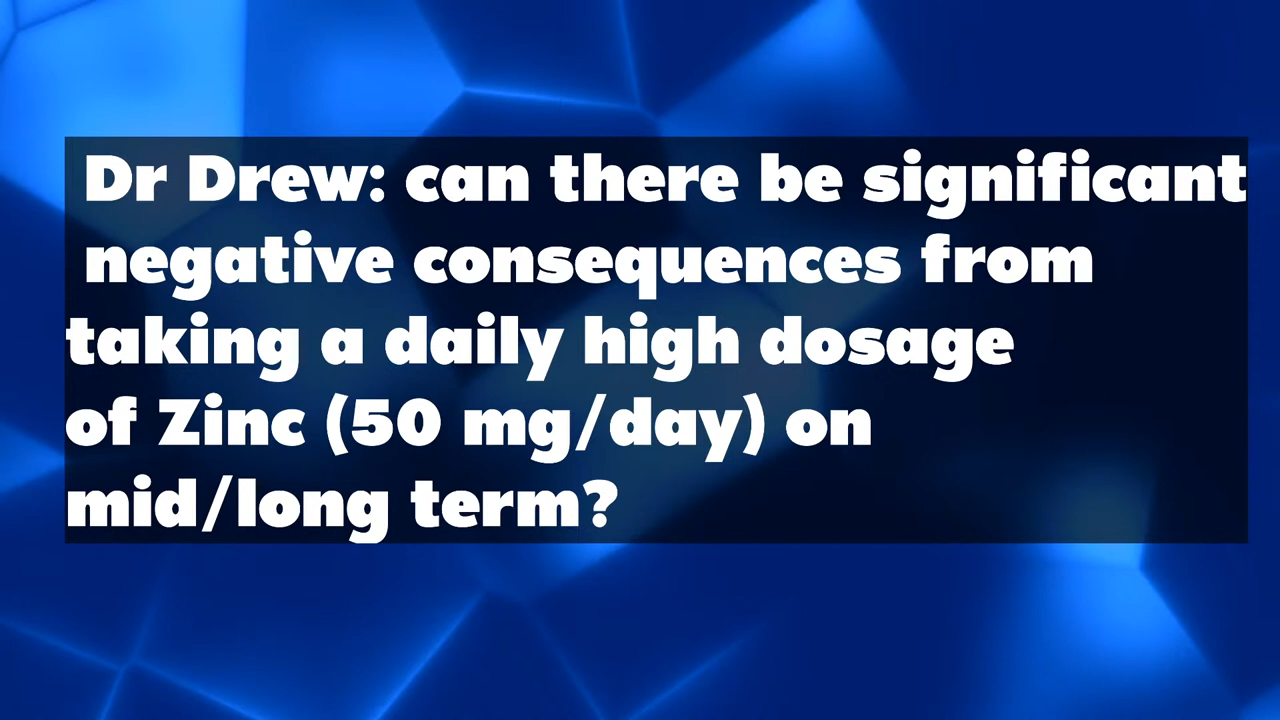 Dr Drew: can there be significant
negative consequences from
taking a daily high dosage
of Zinc (50 mg/day) on
mid/long term?